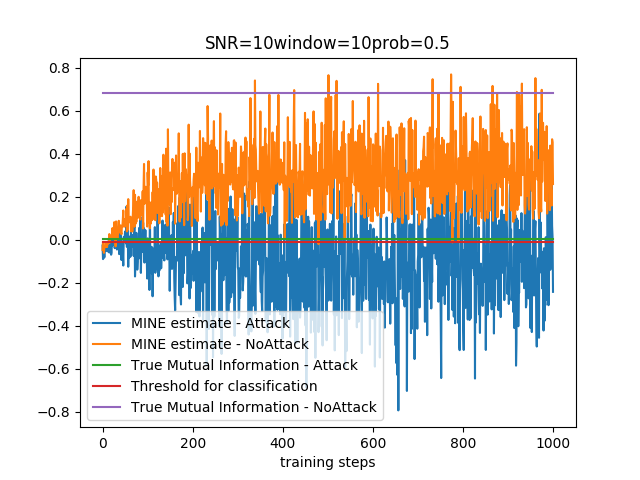 SNR=10window=10prob=0.5
0.8
0.6
0.4
0.2
0.0
−0.2
−0.4
−0.6
−0.8
MINE estimate - Attack
MINE estimate - NoAttack
True Mutual Information - Attack
Threshold for classification
True Mutual Information - NoAttack
0 200 400 600 800 1000
training steps